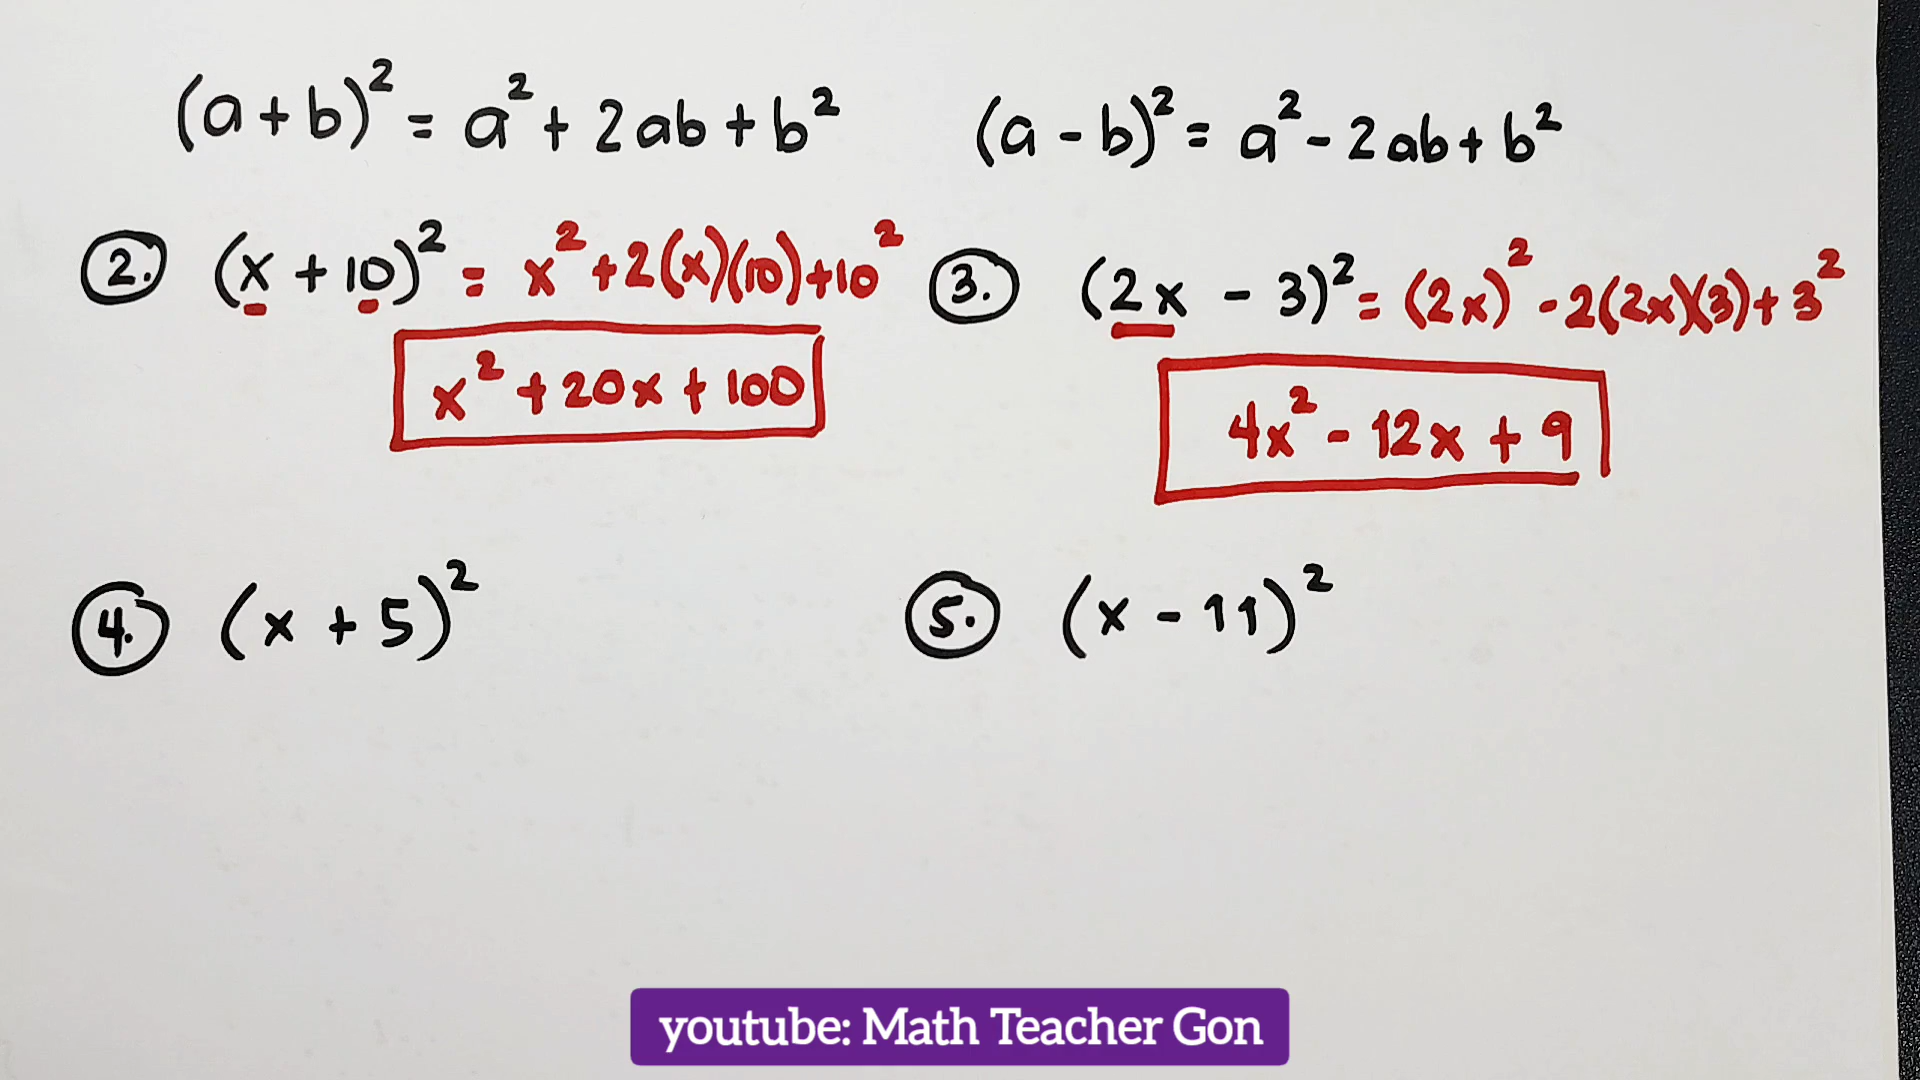 (a + b)² = a² + 2ab + b²
(a - b)² = a² - 2ab + b²
2. (x + 10)² = x² + 2(x)(10) + 10²
x² + 20x + 100
3. (2x - 3)² = (2x)² - 2(2x)(3) + 3²
4x² - 12x + 9
4. (x + 5)²
5. (x - 11)²
youtube: Math Teacher Gon